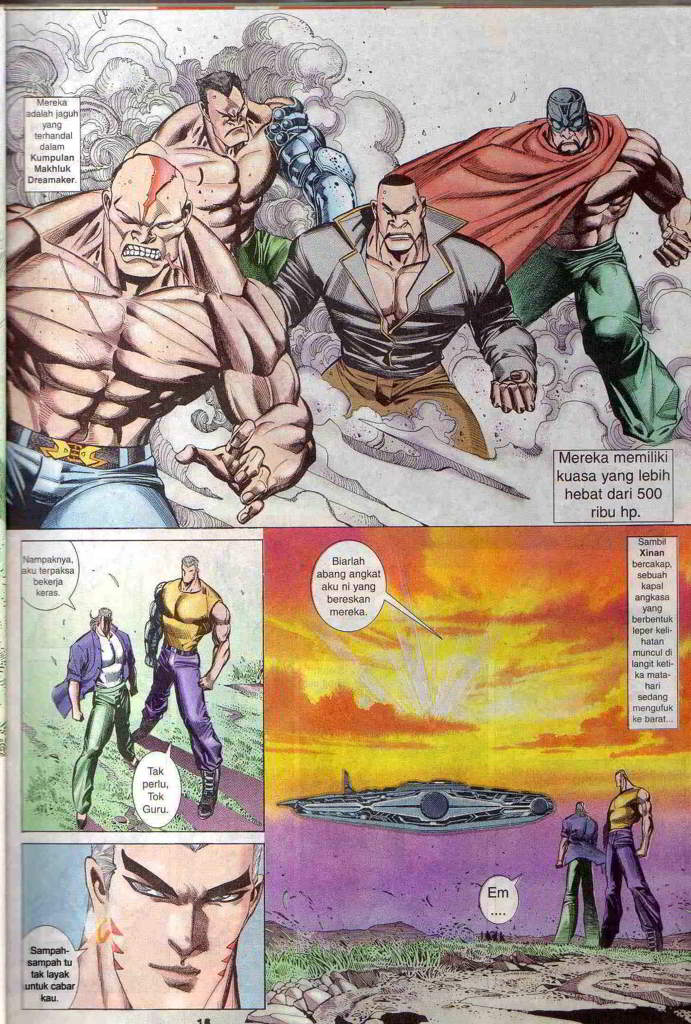 Mereka
adalah jaguh
yang
terhandal
dalam
Kumpulan
Makhluk
Dreamaker.
Mereka memiliki
kuasa yang lebih
hebat dari 500
ribu hp.
Nampaknya,
aku terpaksa
bekerja
keras.
Tak
perlu,
Tok
Guru.
Sampah-
sampah tu
tak layak
untuk cabar
kau.
Biarlah
abang angkat
aku ni yang
bereskan
mereka.
Sambil
Xinan
bercakap,
sebuah
kapal
angkasa
yang
berbentuk
leper keli-
hatan
muncul di
langit keti-
ka mata-
hari
sedang
mengufuk
ke barat...
Em
....